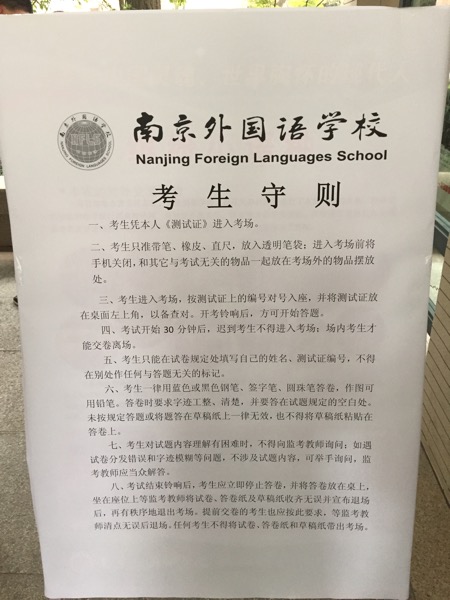 南京外国语学校
Nanjing Foreign Languages School
考生守则
一、考生凭本人《测试证》进入考场。
二、考生只准带笔、橡皮、直尺，放入透明笔袋；进入考场前将
手机关闭，和其它与考试无关的物品一起放在考场外的物品摆放
处。
三、考生进入考场，按测试证上的编号对号入座，并将测试证放
在桌面左上角，以备查对。开考铃响后，方可开始答题。
四、考试开始 30 分钟后，迟到考生不得进入考场；场内考生才
能交卷离场。
五、考生只能在试卷规定处填写自己的姓名、测试证编号，不得
在别处作任何与答题无关的标记。
六、考生一律用蓝色或黑色钢笔、签字笔、圆珠笔答卷，作图可
用铅笔。答卷时要求字迹工整，清楚，并要答在试题规定的空白处。
未按规定答题或将题答在草稿纸上一律无效，也不得将草稿纸粘贴在
答卷上。
七、考生对试题内容理解有困难时，不得向监考教师询问；如遇
试卷分发错误和字迹模糊等问题，不涉及试题内容，可举手询问，监
考教师应当众解答。
八、考试结束铃响后，考生应立即停止答卷，并将答卷放在桌上，
坐在座位上等监考教师将试卷、答卷纸及草稿纸收齐无误并宣布退场
后，再有秩序地退出考场。提前交卷的考生也应按此要求，等监考教
师清点无误后退场。任何考生不得将试卷，答卷纸和草稿纸带出考场。